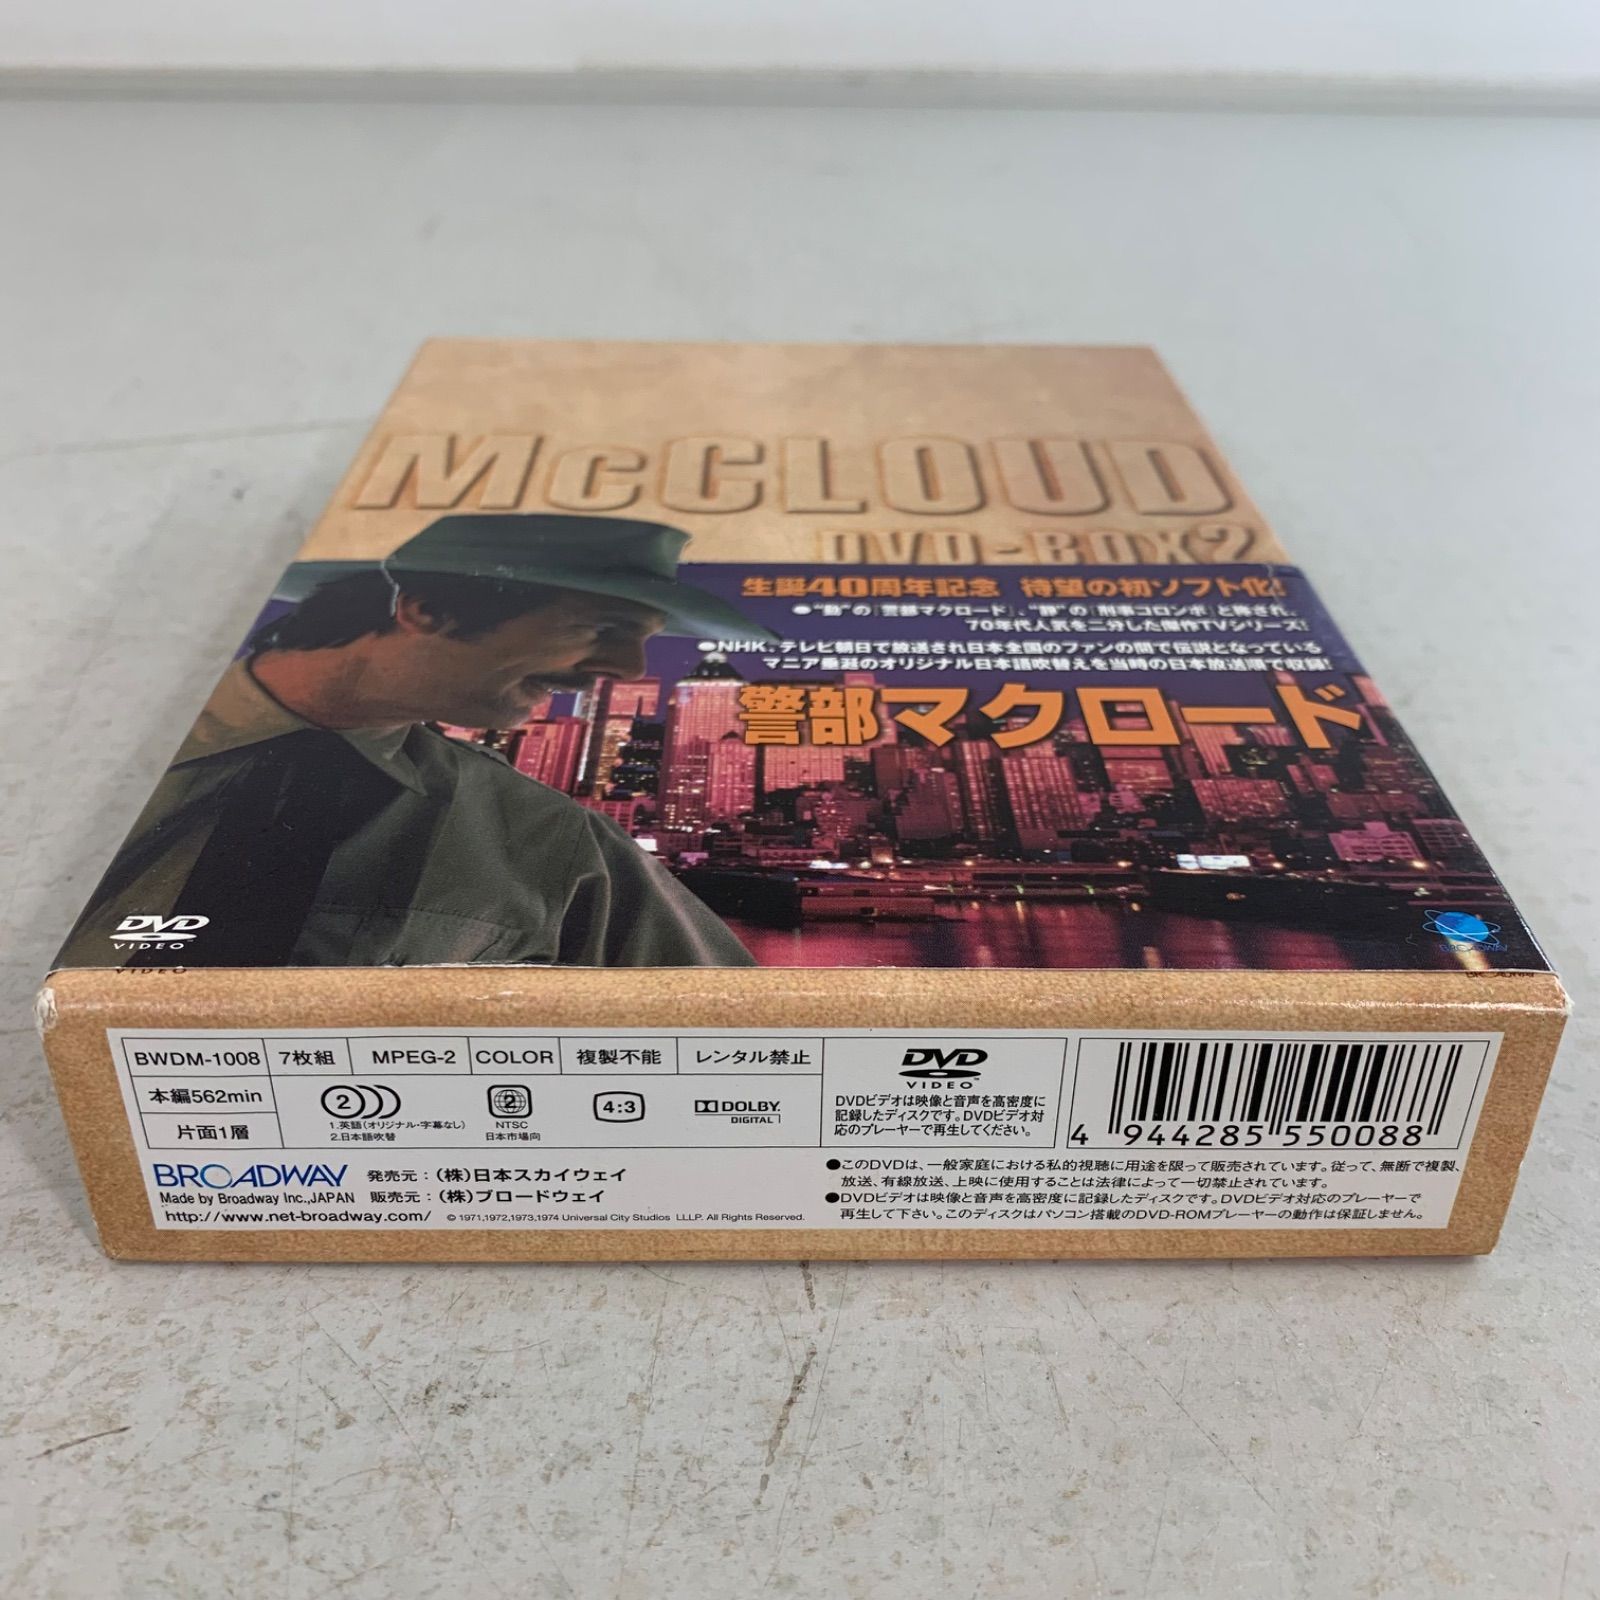 McCLOUD
DVD-BOX2
生誕40周年記念 待望の初ソフト化!
●"動"の『警部マクロード』、"静"の『刑事コロンボ』と称され、
70年代人気を二分した傑作TVシリーズ!
●NHK、テレビ朝日で放送され日本全国のファンの間で伝説となっている
マニア垂涎のオリジナル日本語吹替えを当時の日本放送順で収録!
警部マクロード
DVD
VIDEO
BROADWAY
VIDEO
BROADWAY
BWDM-1008 7枚組 MPEG-2 COLOR 複製不能 レンタル禁止
本編562min
片面1層
2
1.英語(オリジナル・字幕なし)
2.日本語吹替
2
NTSC
日本市場向
4:3
DOLBY
DIGITAL
DVD
VIDEO
DVDビデオは映像と音声を高密度に
記録したディスクです。DVDビデオ対
応のプレーヤーで再生してください。
4 944285 550088
BROADWAY 発売元:(株)日本スカイウェイ
Made by Broadway Inc.,JAPAN 販売元:(株)ブロードウェイ
http://www.net-broadway.com/ © 1971,1972,1973,1974 Universal City Studios LLLP. All Rights Reserved.
●このDVDは、一般家庭における私的視聴に用途を限って販売されています。従って、無断で複製、
放送、有線放送、上映に使用することは法律によって一切禁止されています。
●DVDビデオは映像と音声を高密度に記録したディスクです。DVDビデオ対応のプレーヤーで
再生して下さい。このディスクはパソコン搭載のDVD-ROMプレーヤーの動作は保証しません。